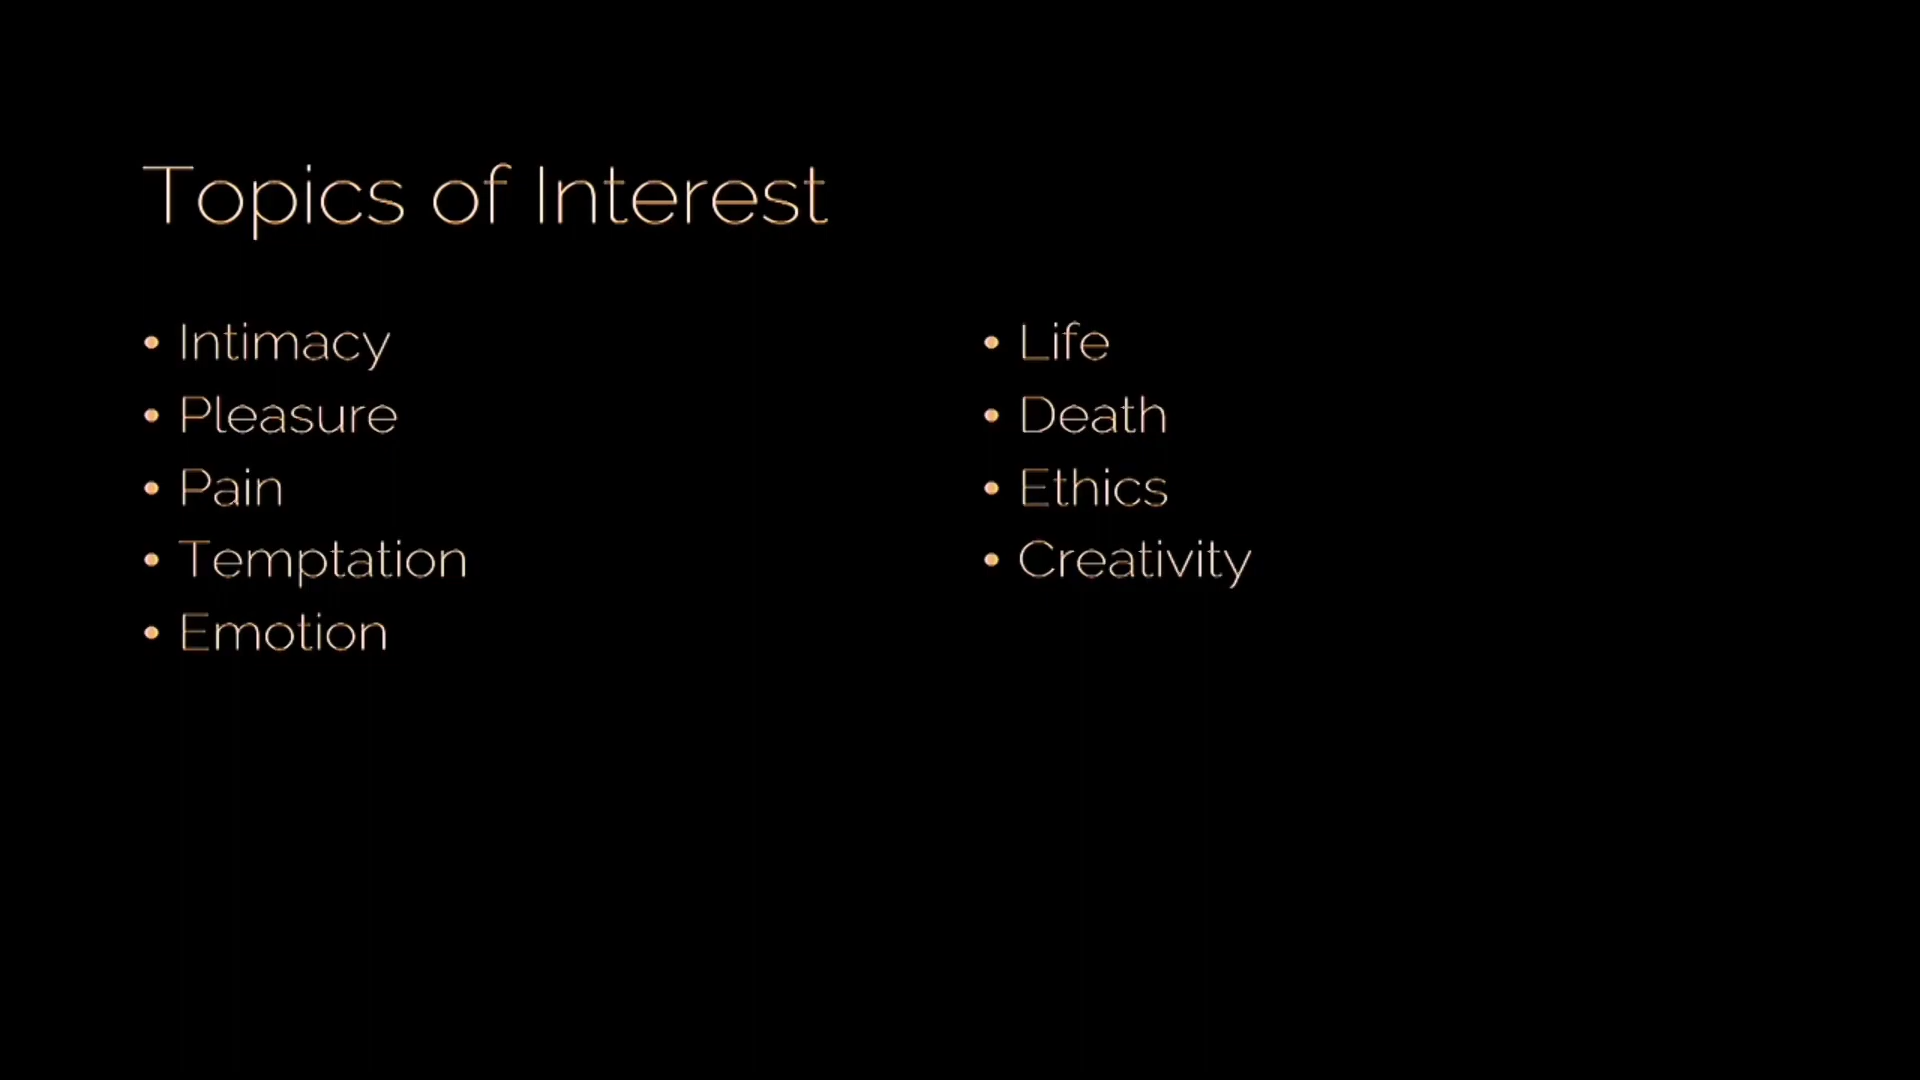 Topics of Interest
• Intimacy
• Pleasure
• Pain
• Temptation
• Emotion
• Life
• Death
• Ethics
• Creativity